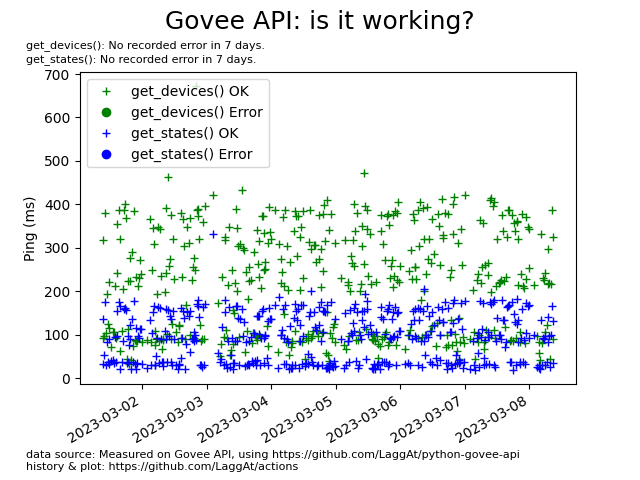 Govee API: is it working?
get_devices(): No recorded error in 7 days.
get_states(): No recorded error in 7 days.
700
600
500
400
300
200
100
0
Ping (ms)
get_devices() OK
get_devices() Error
get_states() OK
get_states() Error
2023-03-02
2023-03-03
2023-03-04
2023-03-05
2023-03-06
2023-03-07
2023-03-08
data source: Measured on Govee API, using https://github.com/LaggAt/python-govee-api
history & plot: https://github.com/LaggAt/actions